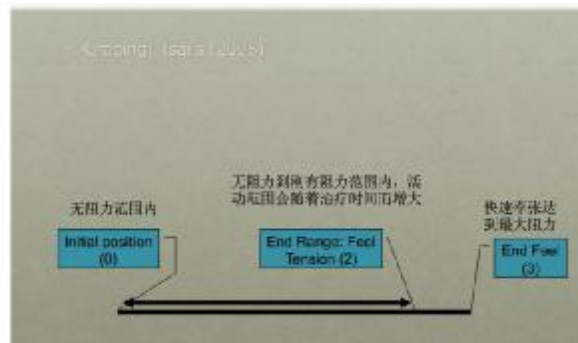 无阻力范围内
Initial position
(0)
无阻力到刚有阻力范围内，活
动范围会随着治疗时间而增大
End Range: Feel
Tension (2)
快速牵张达
到最大阻力
End Feel
(3)